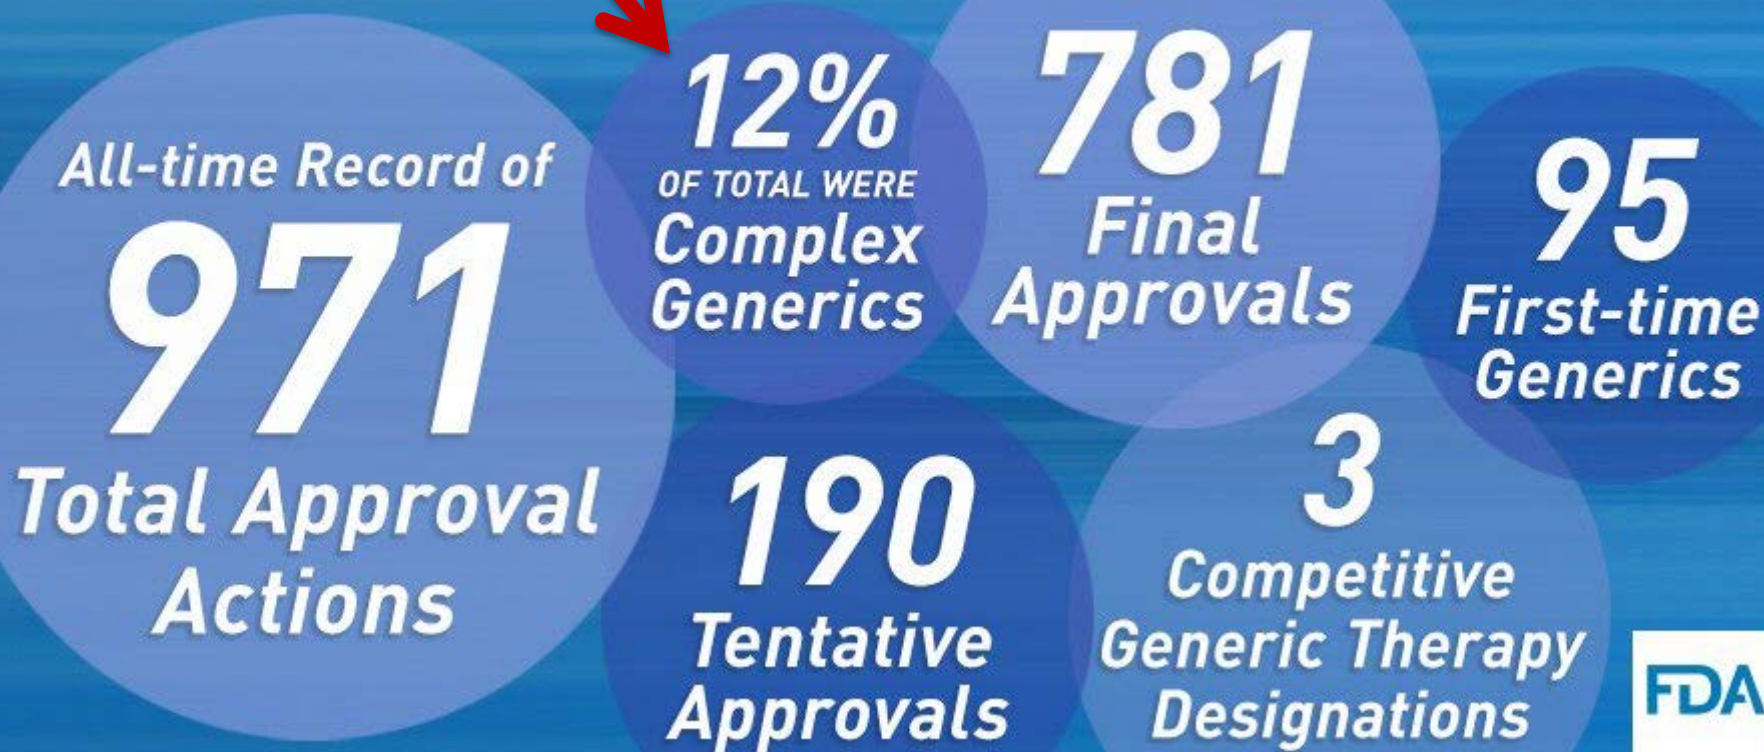 All-time Record of
971
Total Approval
Actions
12%
OF TOTAL WERE
Complex
Generics
781
Final
Approvals
95
First-time
Generics
190
Tentative
Approvals
3
Competitive
Generic Therapy
Designations
FDA